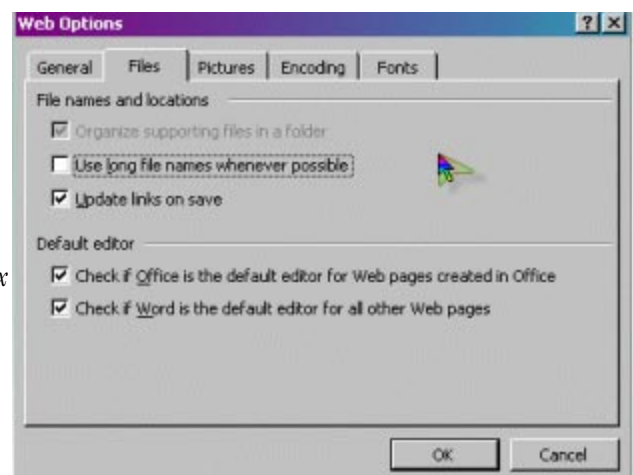 Web Options
General Files Pictures Encoding Fonts
File names and locations
Organize supporting files in a folder
Use long file names whenever possible
Update links on save
Default editor
x
Check if Office is the default editor for Web pages created in Office
Check if Word is the default editor for all other Web pages
OK Cancel